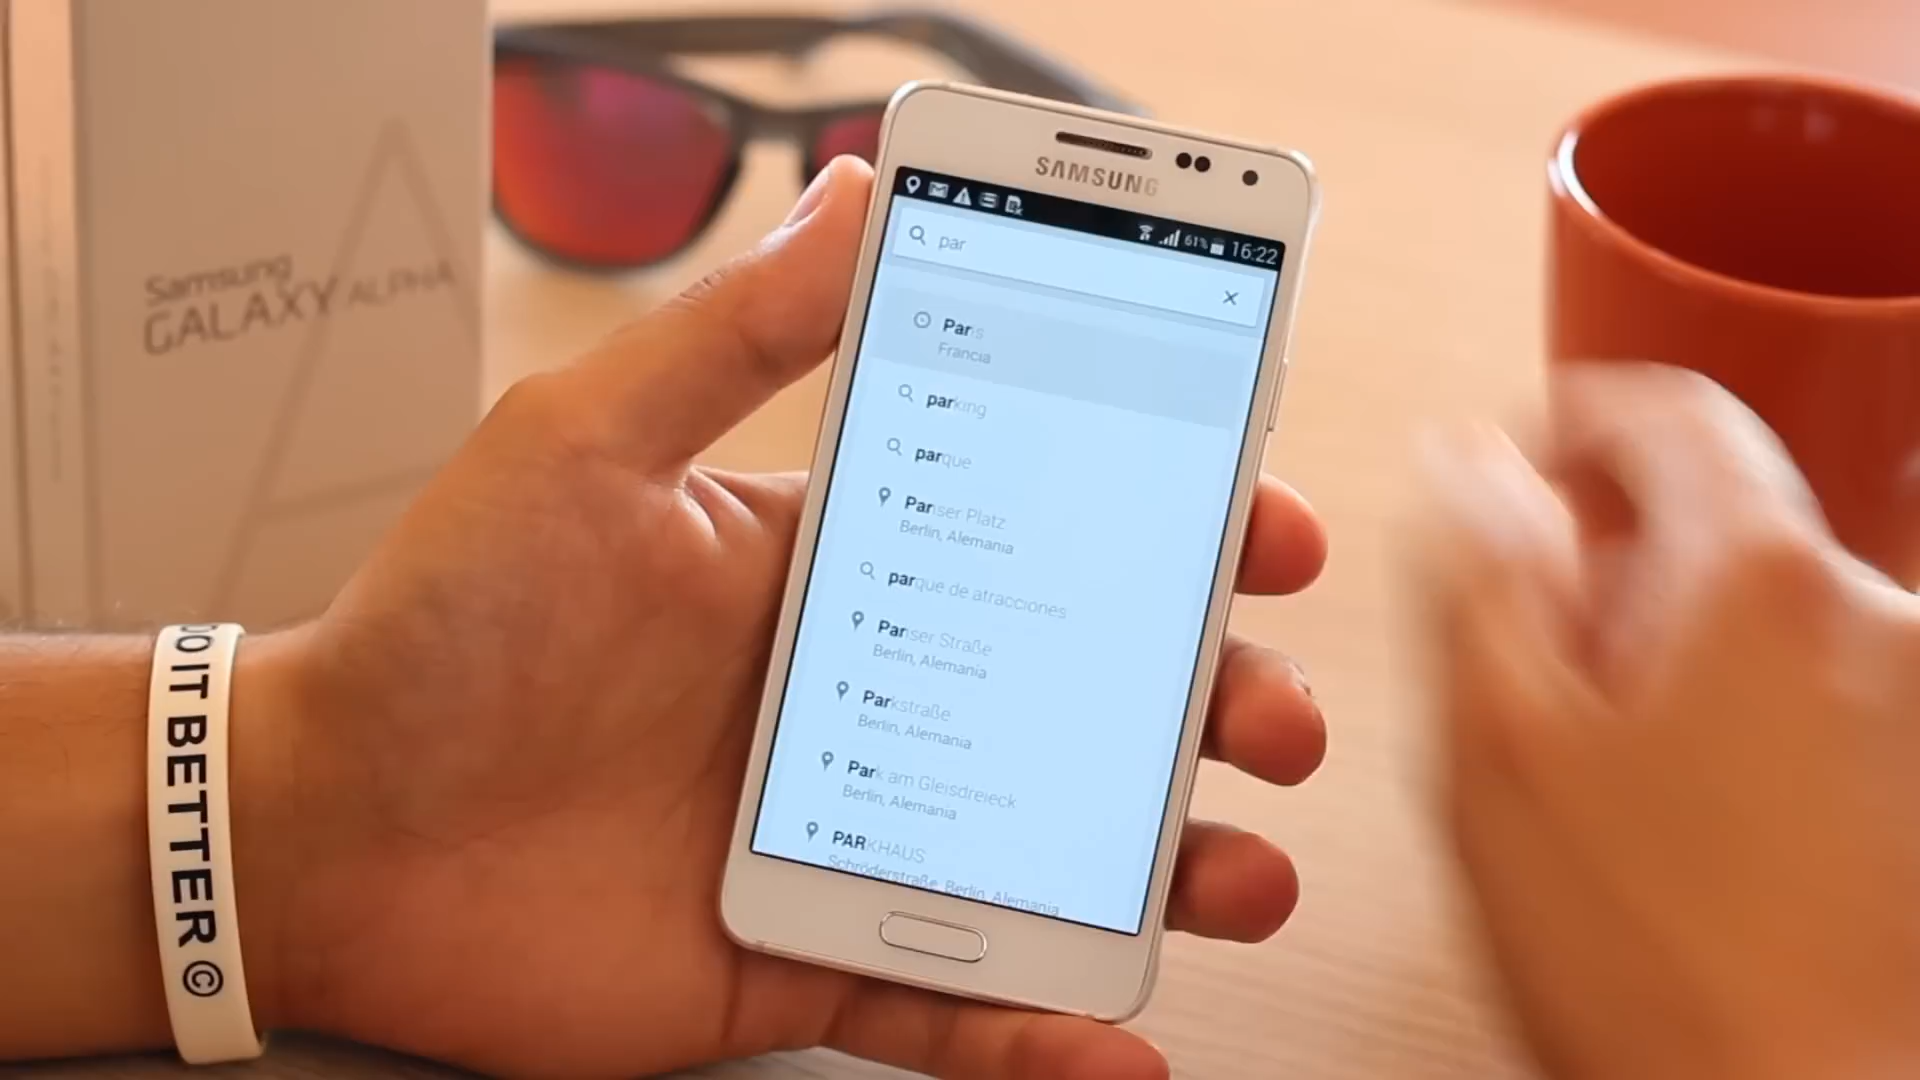 Samsung
GALAXY ALPHA
SAMSUNG
61% 16:22
par
Paris
Francia
parking
parque
Pariser Platz
Berlin, Alemania
parque de atracciones
Pariser Straße
Berlin, Alemania
Parkstraße
Berlin, Alemania
Park am Gleisdreieck
Berlin, Alemania
PARKHAUS
Schröderstraße, Berlin, Alemania
DO IT BETTER ©